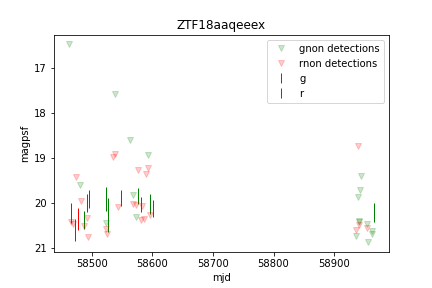 ZTF18aaqeeex
gnon detections
rnon detections
g
r
magpsf
17
18
19
20
21
58500 58600 58700 58800 58900
mjd